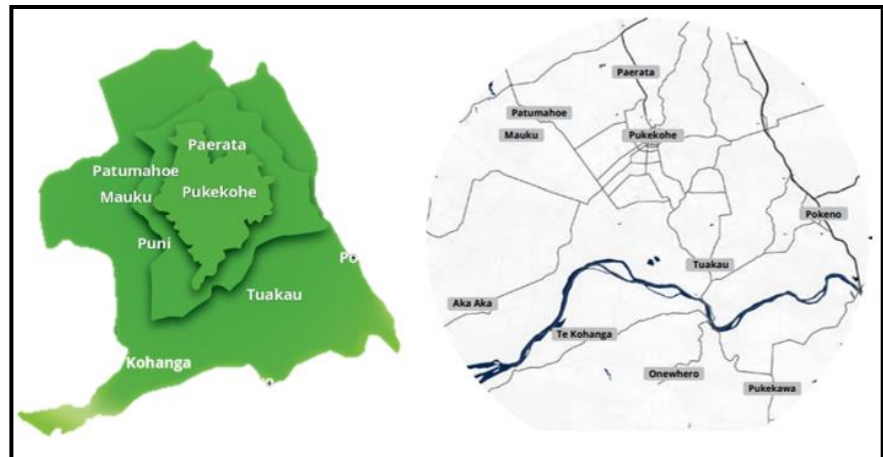 Paerata
Patumahoe
Mauku
Pukekohe
Puni
Tuakau
Kohanga
Paerata
Patumahoe
Mauku
Pukekohe
Pokeno
Tuakau
Aka Aka
Te Kohanga
Onewhero
Pukekawa